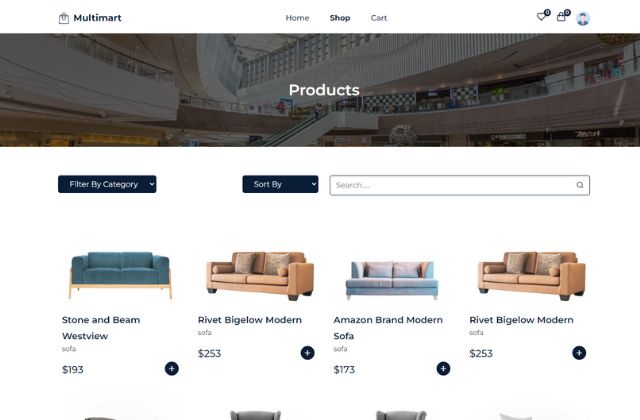 Multimart
Home
Shop
Cart
0
0
Products
Filter By Category
Sort By
Search.....
Stone and Beam
Westview
sofa
$193
+
Rivet Bigelow Modern
sofa
$253
+
Amazon Brand Modern
Sofa
sofa
$173
+
Rivet Bigelow Modern
sofa
$253
+